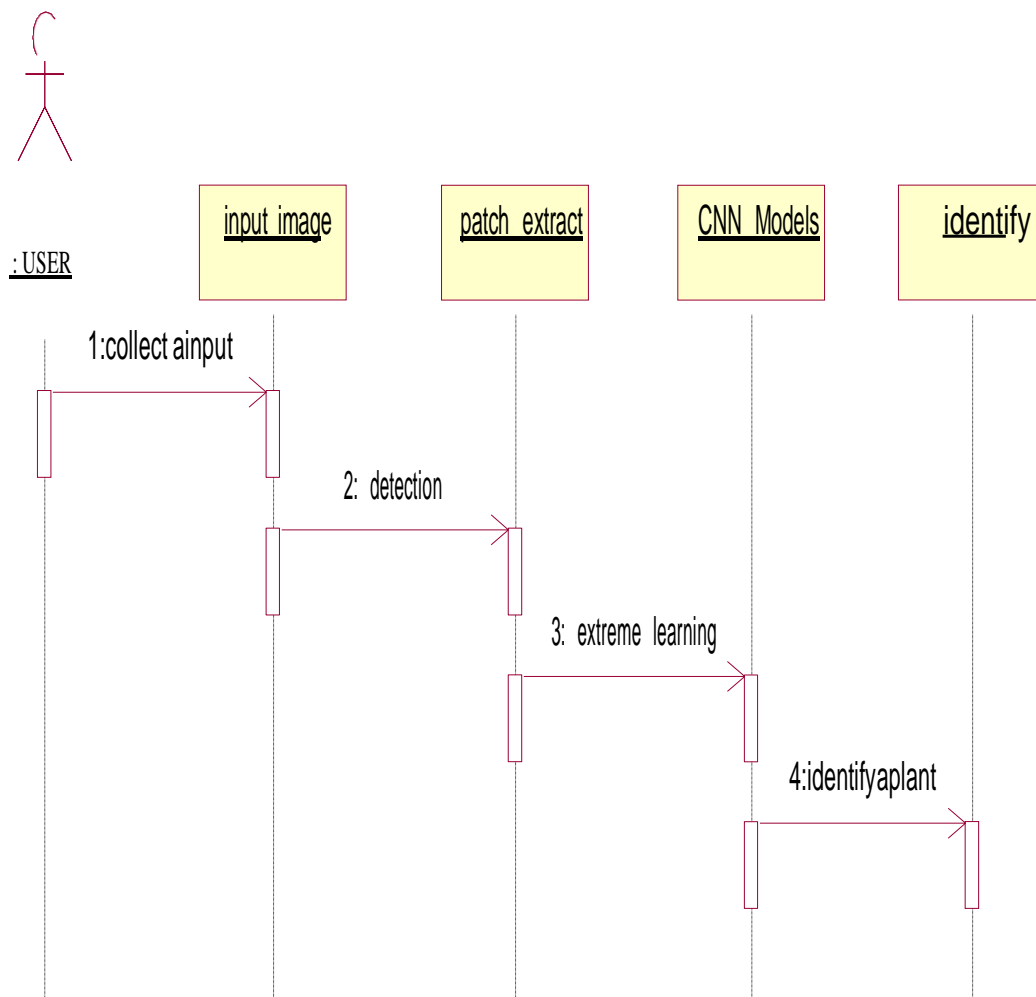 input image
patch extract
CNN Models
identify
: USER
1:collect ainput
2: detection
3: extreme learning
4:identifyaplant